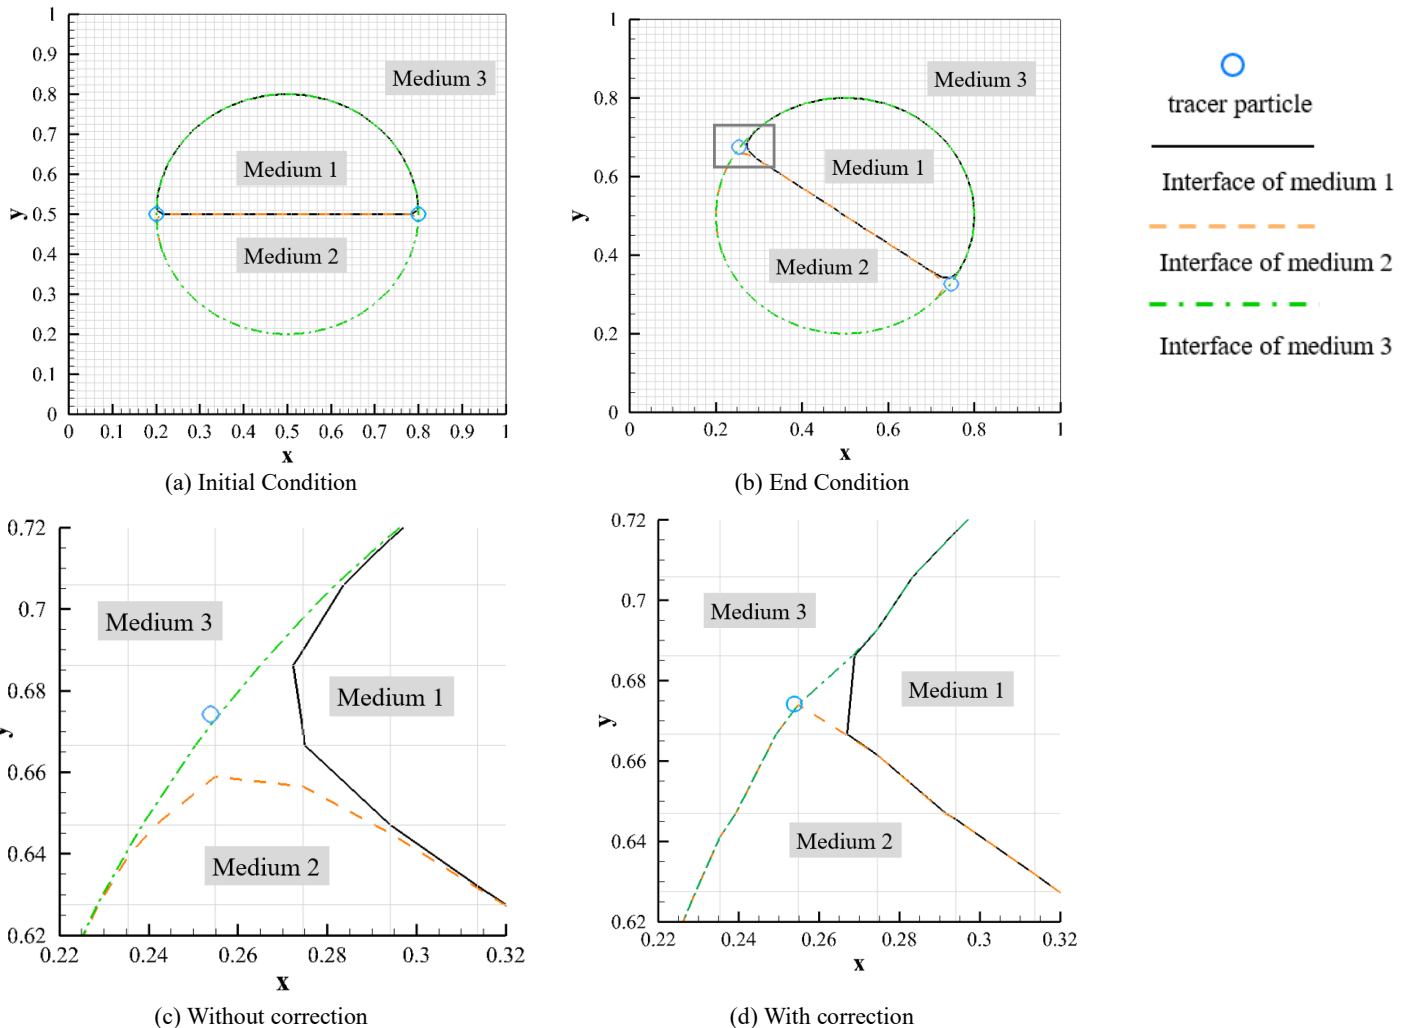 1
0.9
0.8
0.7
0.6
0.5
0.4
0.3
0.2
0.1
0
y
Medium 3
Medium 1
Medium 2
0 0.1 0.2 0.3 0.4 0.5 0.6 0.7 0.8 0.9 1
x
(a) Initial Condition
1
0.8
0.6
0.4
0.2
0
y
Medium 3
Medium 1
Medium 2
0 0.2 0.4 0.6 0.8 1
x
(b) End Condition
tracer particle
Interface of medium 1
Interface of medium 2
Interface of medium 3
0.72
0.7
0.68
0.66
0.64
0.62
y
Medium 3
Medium 1
Medium 2
0.22 0.24 0.26 0.28 0.3 0.32
x
(c) Without correction
0.72
0.7
0.68
0.66
0.64
0.62
y
Medium 3
Medium 1
Medium 2
0.22 0.24 0.26 0.28 0.3 0.32
x
(d) With correction